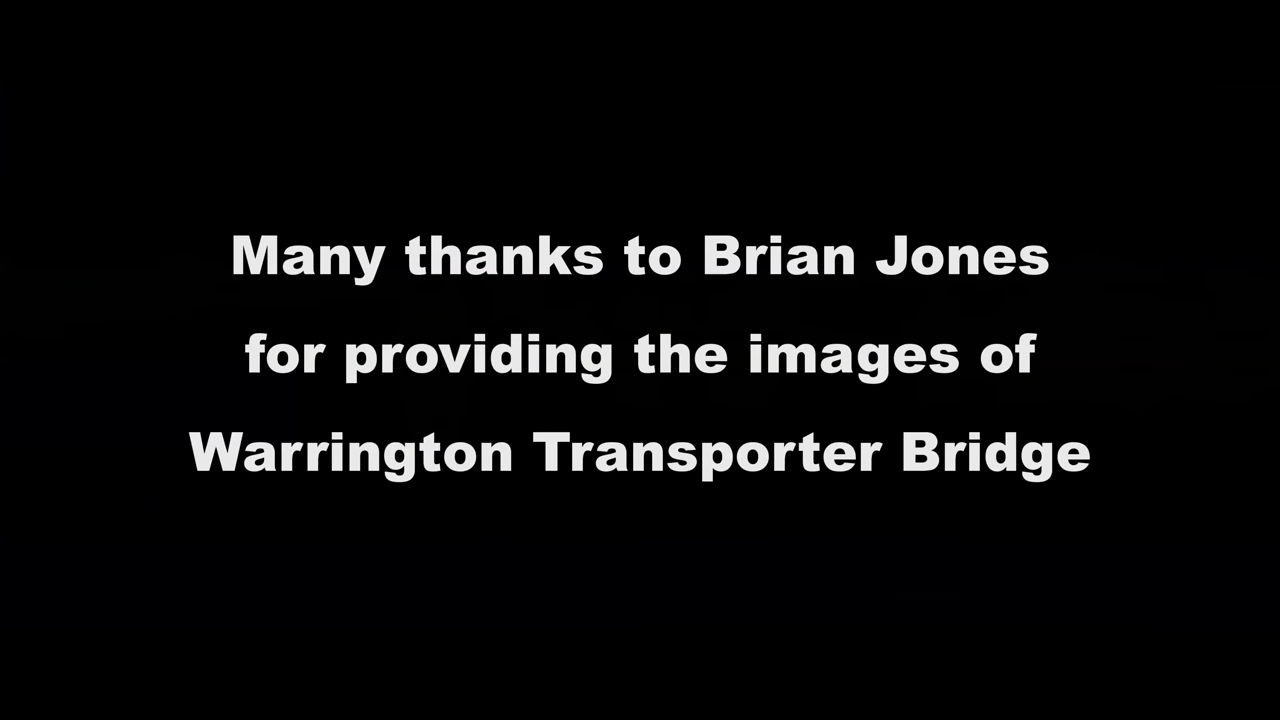 Many thanks to Brian Jones
for providing the images of
Warrington Transporter Bridge